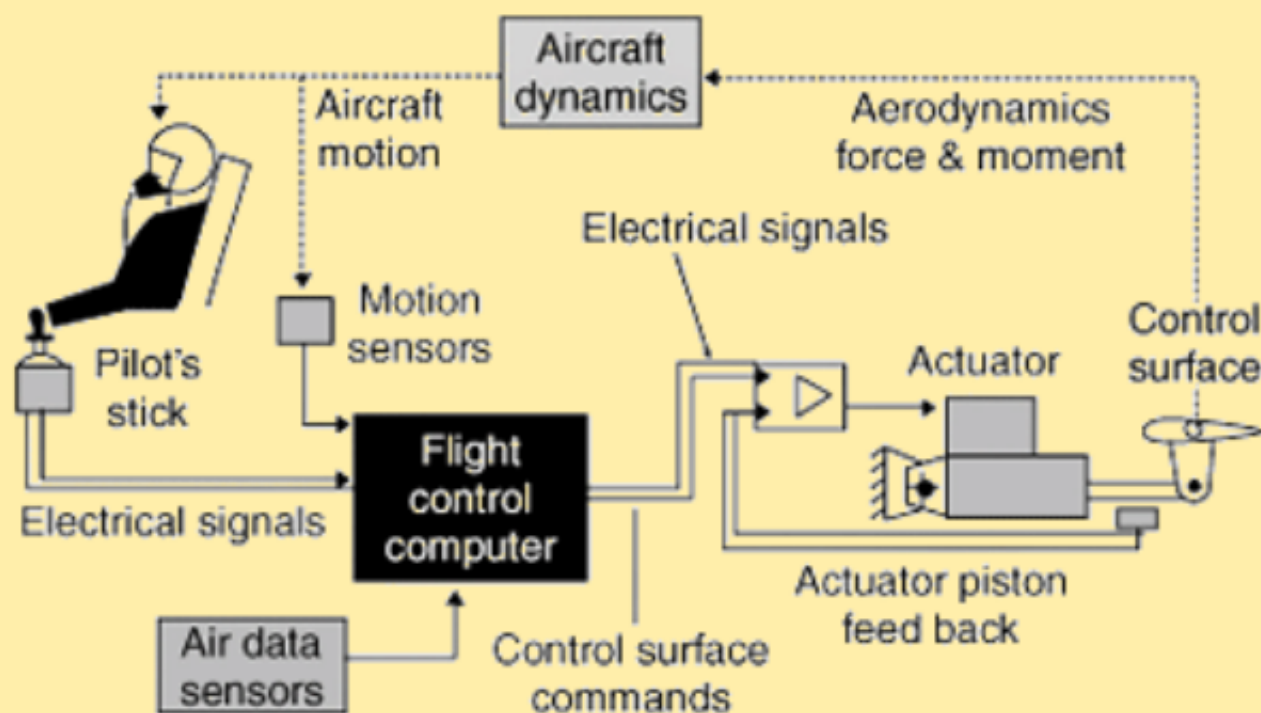 Aircraft
dynamics
Aircraft
motion
Aerodynamics
force & moment
Electrical signals
Motion
sensors
Pilot's
stick
Control
surface
Actuator
Flight
control
computer
Electrical signals
Actuator piston
feed back
Air data
sensors
Control surface
commands